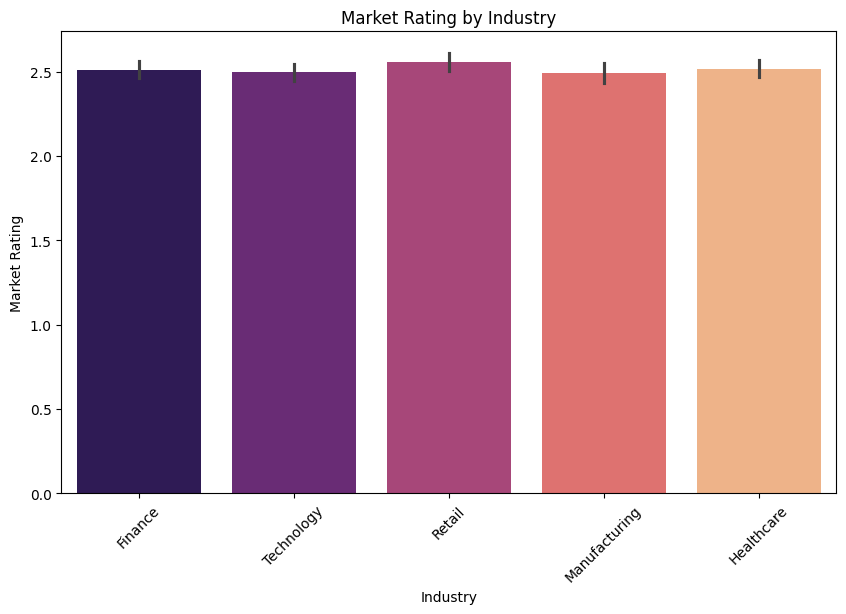 Market Rating by Industry
Market Rating
2.5
2.0
1.5
1.0
0.5
0.0
Finance
Technology
Retail
Manufacturing
Healthcare
Industry